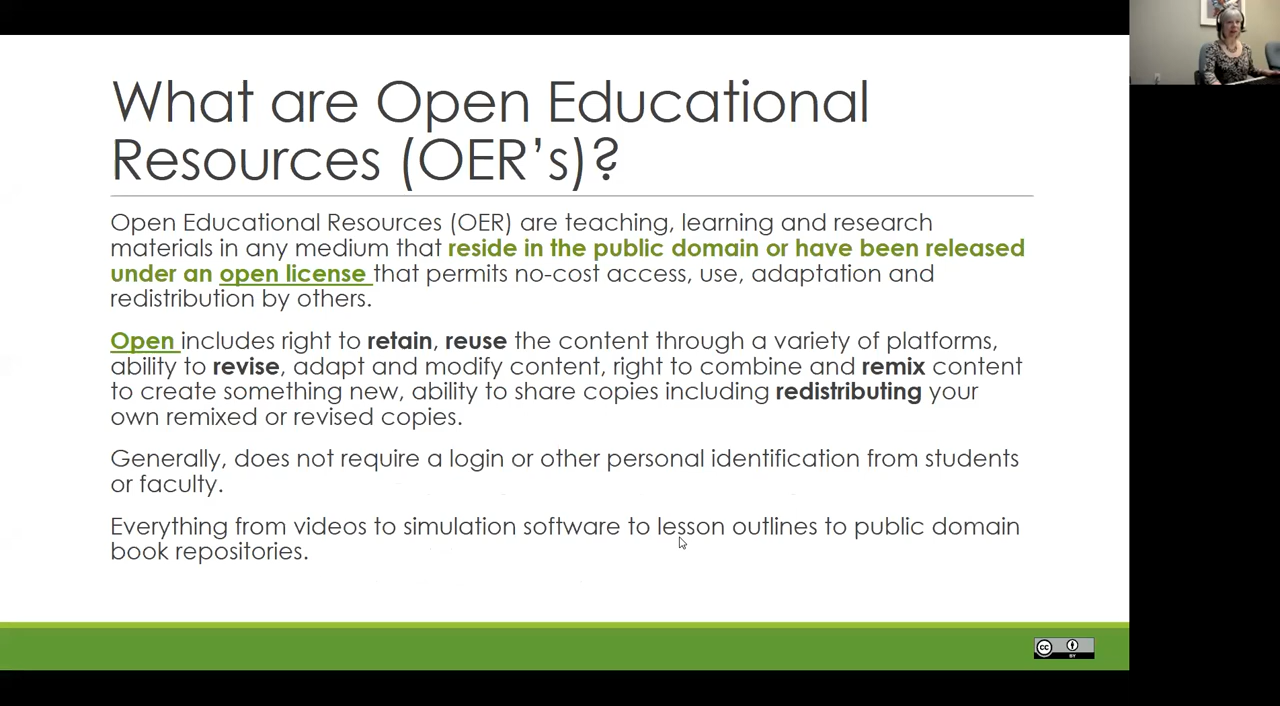 What are Open Educational
Resources (OER’s)?
Open Educational Resources (OER) are teaching, learning and research
materials in any medium that reside in the public domain or have been released
under an open license that permits no-cost access, use, adaptation and
redistribution by others.
Open includes right to retain, reuse the content through a variety of platforms,
ability to revise, adapt and modify content, right to combine and remix content
to create something new, ability to share copies including redistributing your
own remixed or revised copies.
Generally, does not require a login or other personal identification from students
or faculty.
Everything from videos to simulation software to lesson outlines to public domain
book repositories.
cc
BY